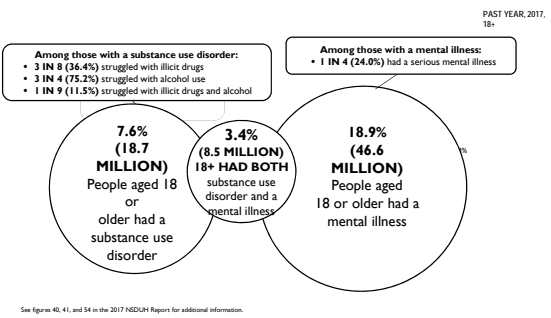 PAST YEAR, 2017,
18+
Among those with a substance use disorder:
• 3 IN 8 (36.4%) struggled with illicit drugs
• 3 IN 4 (75.2%) struggled with alcohol use
• 1 IN 9 (11.5%) struggled with illicit drugs and alcohol
Among those with a mental illness:
• 1 IN 4 (24.0%) had a serious mental illness
7.6%
(18.7
MILLION)
People aged 18
or
older had a
substance use
disorder
3.4%
(8.5 MILLION)
18+ HAD BOTH
substance use
disorder and a
mental illness
18.9%
(46.6
MILLION)
People aged
18 or older had a
mental illness
See figures 40, 41, and 54 in the 2017 NSDUH Report for additional information.